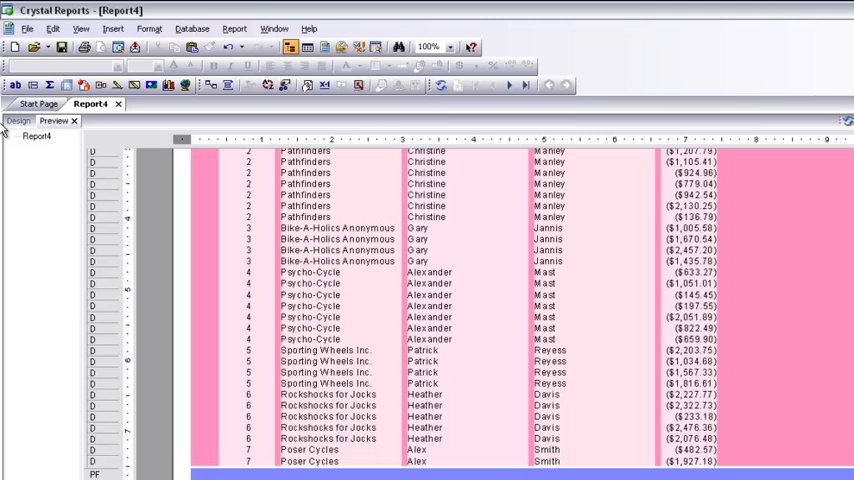 Crystal Reports - [Report4]
File Edit View Insert Format Database Report Window Help
100%
Start Page Report4
Design Preview
Report4
2 3 4 5 6 7 9
D 2 Pathfinders Christine Manley ($1,207.79)
D 2 Pathfinders Christine Manley ($1,105.41)
D 2 Pathfinders Christine Manley ($924.96)
D 2 Pathfinders Christine Manley ($779.04)
D 2 Pathfinders Christine Manley ($942.54)
D 2 Pathfinders Christine Manley ($2,130.25)
D 2 Pathfinders Christine Manley ($136.79)
D 3 Bike-A-Holics Anonymous Gary Jannis ($1,005.58)
D 3 Bike-A-Holics Anonymous Gary Jannis ($1,670.54)
D 3 Bike-A-Holics Anonymous Gary Jannis ($2,457.20)
D 3 Bike-A-Holics Anonymous Gary Jannis ($1,435.78)
D 4 Psycho-Cycle Alexander Mast ($633.27)
D 4 Psycho-Cycle Alexander Mast ($1,051.01)
D 4 Psycho-Cycle Alexander Mast ($145.45)
D 4 Psycho-Cycle Alexander Mast ($197.55)
D 4 Psycho-Cycle Alexander Mast ($2,051.89)
D 4 Psycho-Cycle Alexander Mast ($822.49)
D 4 Psycho-Cycle Alexander Mast ($659.90)
D 5 Sporting Wheels Inc. Patrick Reyess ($2,203.75)
D 5 Sporting Wheels Inc. Patrick Reyess ($1,034.68)
D 5 Sporting Wheels Inc. Patrick Reyess ($1,567.33)
D 5 Sporting Wheels Inc. Patrick Reyess ($1,816.61)
D 6 Rockshocks for Jocks Heather Davis ($2,227.77)
D 6 Rockshocks for Jocks Heather Davis ($2,322.73)
D 6 Rockshocks for Jocks Heather Davis ($233.18)
D 6 Rockshocks for Jocks Heather Davis ($2,476.36)
D 6 Rockshocks for Jocks Heather Davis ($2,076.48)
D 7 Poser Cycles Alex Smith ($482.57)
D 7 Poser Cycles Alex Smith ($1,927.18)
PF